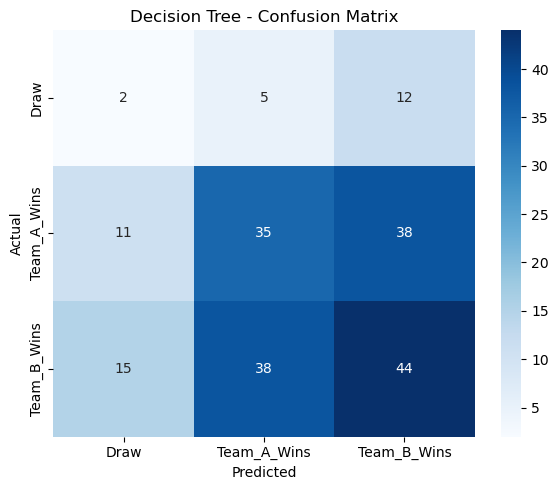 Decision Tree - Confusion Matrix
Actual
Draw
2
5
12
Team_A_Wins
11
35
38
Team_B_Wins
15
38
44
Draw
Team_A_Wins
Team_B_Wins
Predicted
40
35
30
25
20
15
10
5